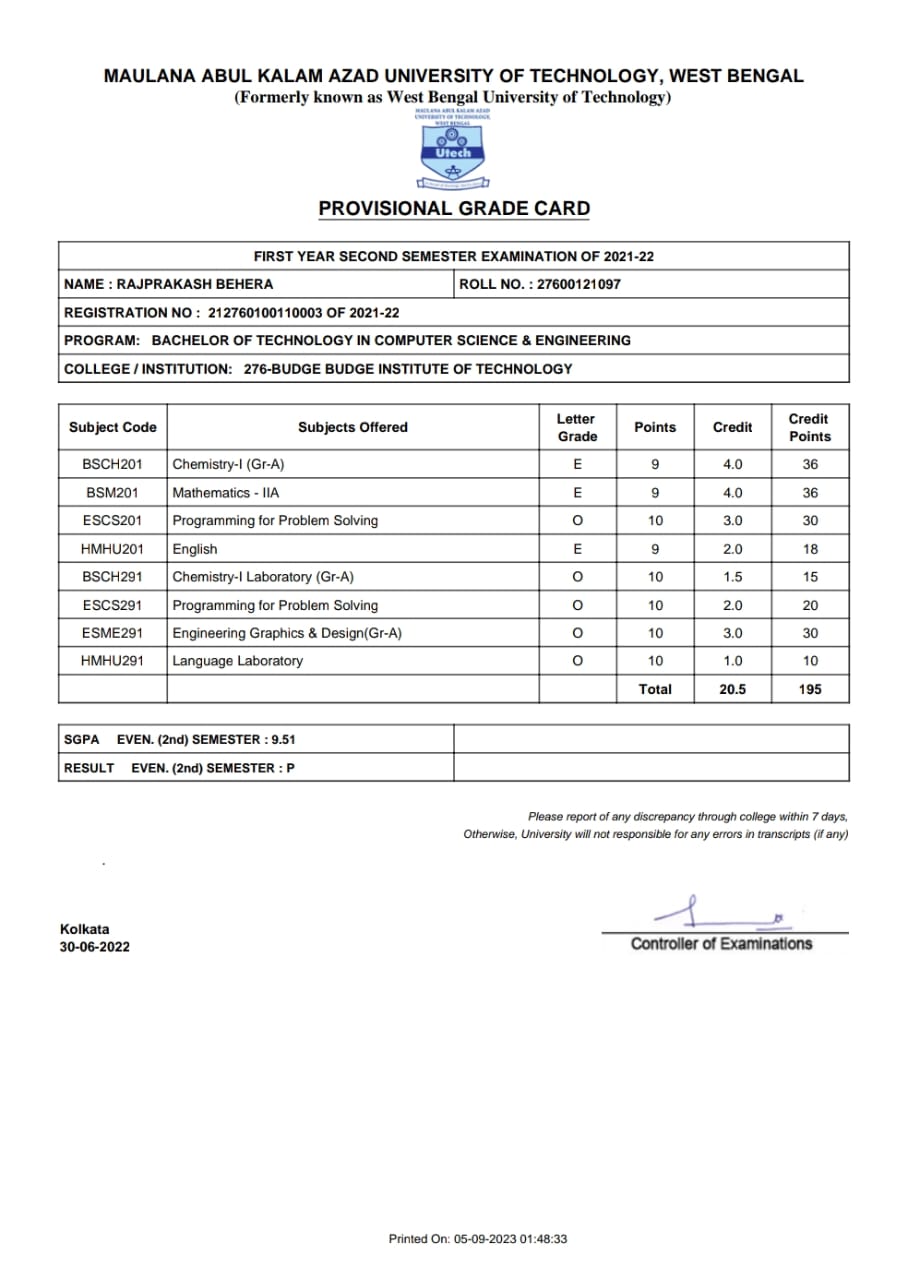 MAULANA ABUL KALAM AZAD UNIVERSITY OF TECHNOLOGY, WEST BENGAL
(Formerly known as West Bengal University of Technology)
MAULANA ABUL KALAM AZAD
UNIVERSITY OF TECHNOLOGY,
WEST BENGAL
Utech
PROVISIONAL GRADE CARD
FIRST YEAR SECOND SEMESTER EXAMINATION OF 2021-22
NAME : RAJPRAKASH BEHERA ROLL NO. : 27600121097
REGISTRATION NO : 212760100110003 OF 2021-22
PROGRAM: BACHELOR OF TECHNOLOGY IN COMPUTER SCIENCE & ENGINEERING
COLLEGE / INSTITUTION: 276-BUDGE BUDGE INSTITUTE OF TECHNOLOGY
Subject Code Subjects Offered Letter Grade Points Credit Credit Points
BSCH201 Chemistry-I (Gr-A) E 9 4.0 36
BSM201 Mathematics - IIA E 9 4.0 36
ESCS201 Programming for Problem Solving O 10 3.0 30
HMHU201 English E 9 2.0 18
BSCH291 Chemistry-I Laboratory (Gr-A) O 10 1.5 15
ESCS291 Programming for Problem Solving O 10 2.0 20
ESME291 Engineering Graphics & Design(Gr-A) O 10 3.0 30
HMHU291 Language Laboratory O 10 1.0 10
Total 20.5 195
SGPA EVEN. (2nd) SEMESTER : 9.51
RESULT EVEN. (2nd) SEMESTER : P
Please report of any discrepancy through college within 7 days,
Otherwise, University will not responsible for any errors in transcripts (if any)
.
Kolkata
30-06-2022
Controller of Examinations
Printed On: 05-09-2023 01:48:33